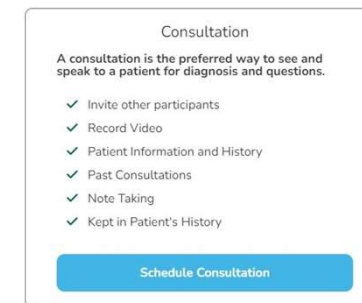 Consultation
A consultation is the preferred way to see and
speak to a patient for diagnosis and questions.
Invite other participants
Record Video
Patient Information and History
Past Consultations
Note Taking
Kept in Patient's History
Schedule Consultation